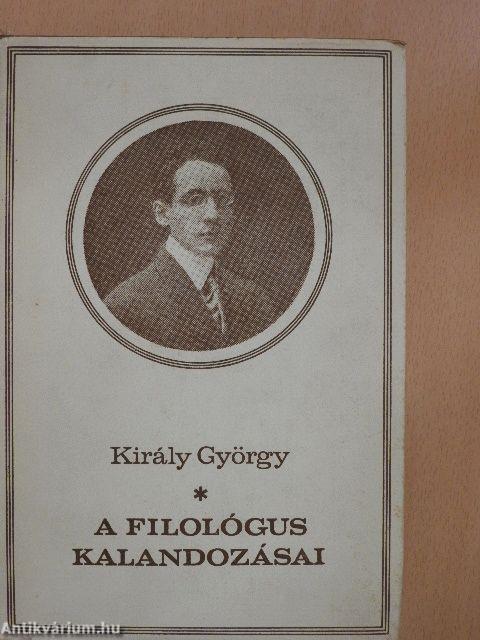 Király György
*
A FILOLÓGUS
KALANDOZÁSAI
Antikvárium.hu